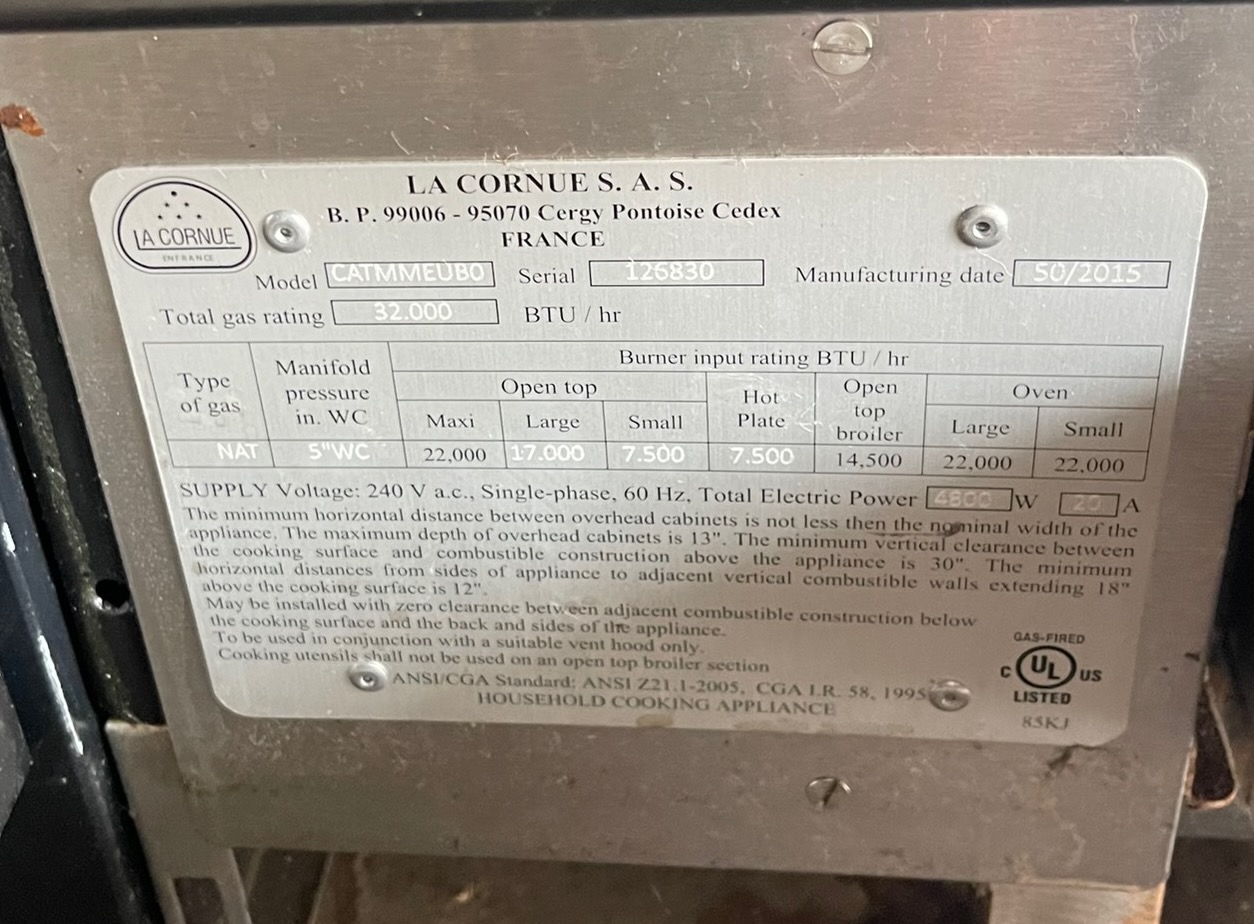 LA CORNUE S. A. S.
B. P. 99006 - 95070 Cergy Pontoise Cedex
FRANCE
LA CORNUE
EN FRANCE
Model CATMMEUB0 Serial 126830 Manufacturing date 50/2015
Total gas rating 32.000 BTU / hr
Type of gas
Manifold pressure in. WC
Burner input rating BTU / hr
Open top
Hot Plate
Open top broiler
Oven
Maxi Large Small Large Small
NAT 5"WC 22,000 17.000 7.500 7.500 14,500 22,000 22,000
SUPPLY Voltage: 240 V a.c., Single-phase, 60 Hz, Total Electric Power 4800 W 20 A
The minimum horizontal distance between overhead cabinets is not less then the nominal width of the
appliance. The maximum depth of overhead cabinets is 13". The minimum vertical clearance between
the cooking surface and combustible construction above the appliance is 30". The minimum
horizontal distances from sides of appliance to adjacent vertical combustible walls extending 18"
above the cooking surface is 12".
May be installed with zero clearance between adjacent combustible construction below
the cooking surface and the back and sides of the appliance.
To be used in conjunction with a suitable vent hood only.
Cooking utensils shall not be used on an open top broiler section
ANSI/CGA Standard: ANSI Z21.1-2005, CGA I.R. 58, 1995
HOUSEHOLD COOKING APPLIANCE
GAS-FIRED
C UL US
LISTED
85KJ